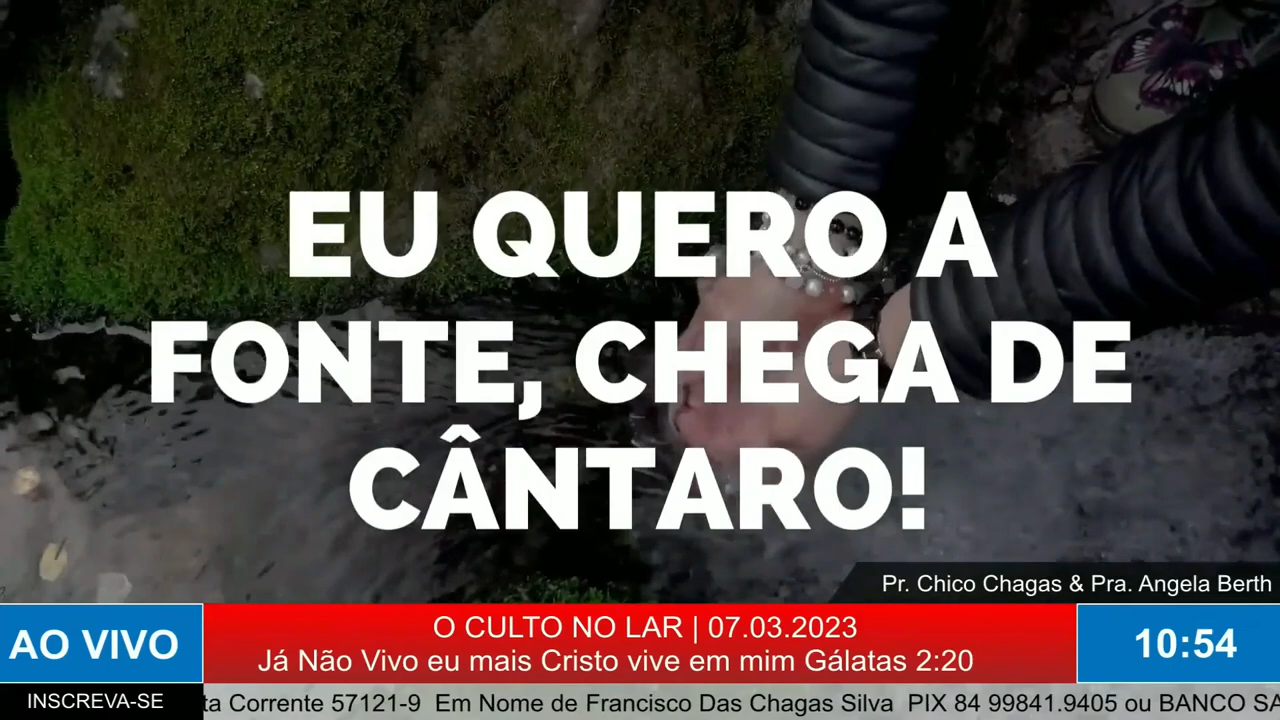 EU QUERO A
FONTE, CHEGA DE
CÂNTARO!
Pr. Chico Chagas & Pra. Angela Berth
AO VIVO
O CULTO NO LAR | 07.03.2023
Já Não Vivo eu mais Cristo vive em mim Gálatas 2:20
10:54
INSCREVA-SE
ta Corrente 57121-9 Em Nome de Francisco Das Chagas Silva PIX 84 99841.9405 ou BANCO SA